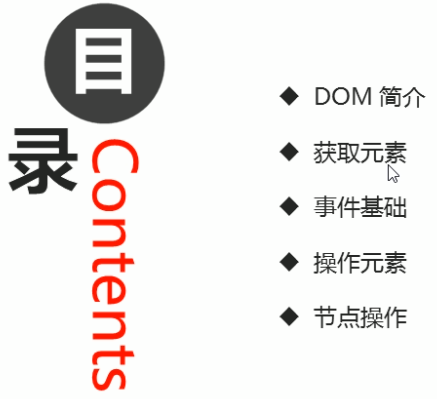 目
录
Contents
DOM 简介
获取元素
事件基础
操作元素
节点操作